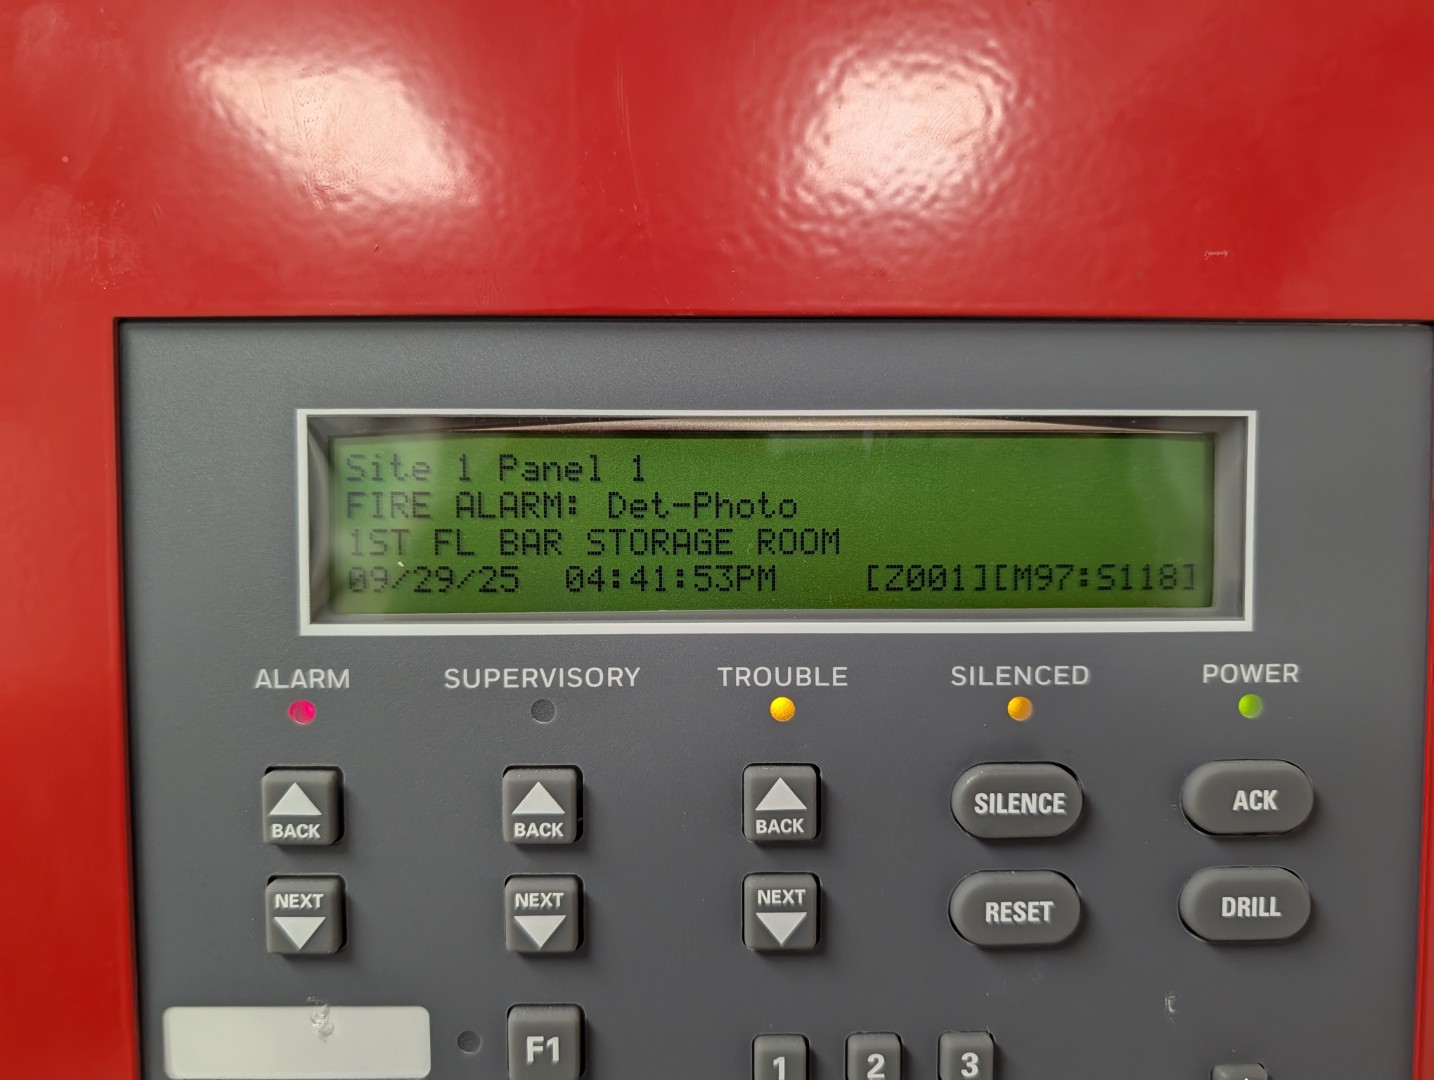 Site 1 Panel 1
FIRE ALARM: Det-Photo
1ST FL BAR STORAGE ROOM
09/29/25 04:41:53PM [Z001][M97:S118]
ALARM SUPERVISORY TROUBLE SILENCED POWER
BACK BACK BACK SILENCE ACK
NEXT NEXT NEXT RESET DRILL
F1 1 2 3